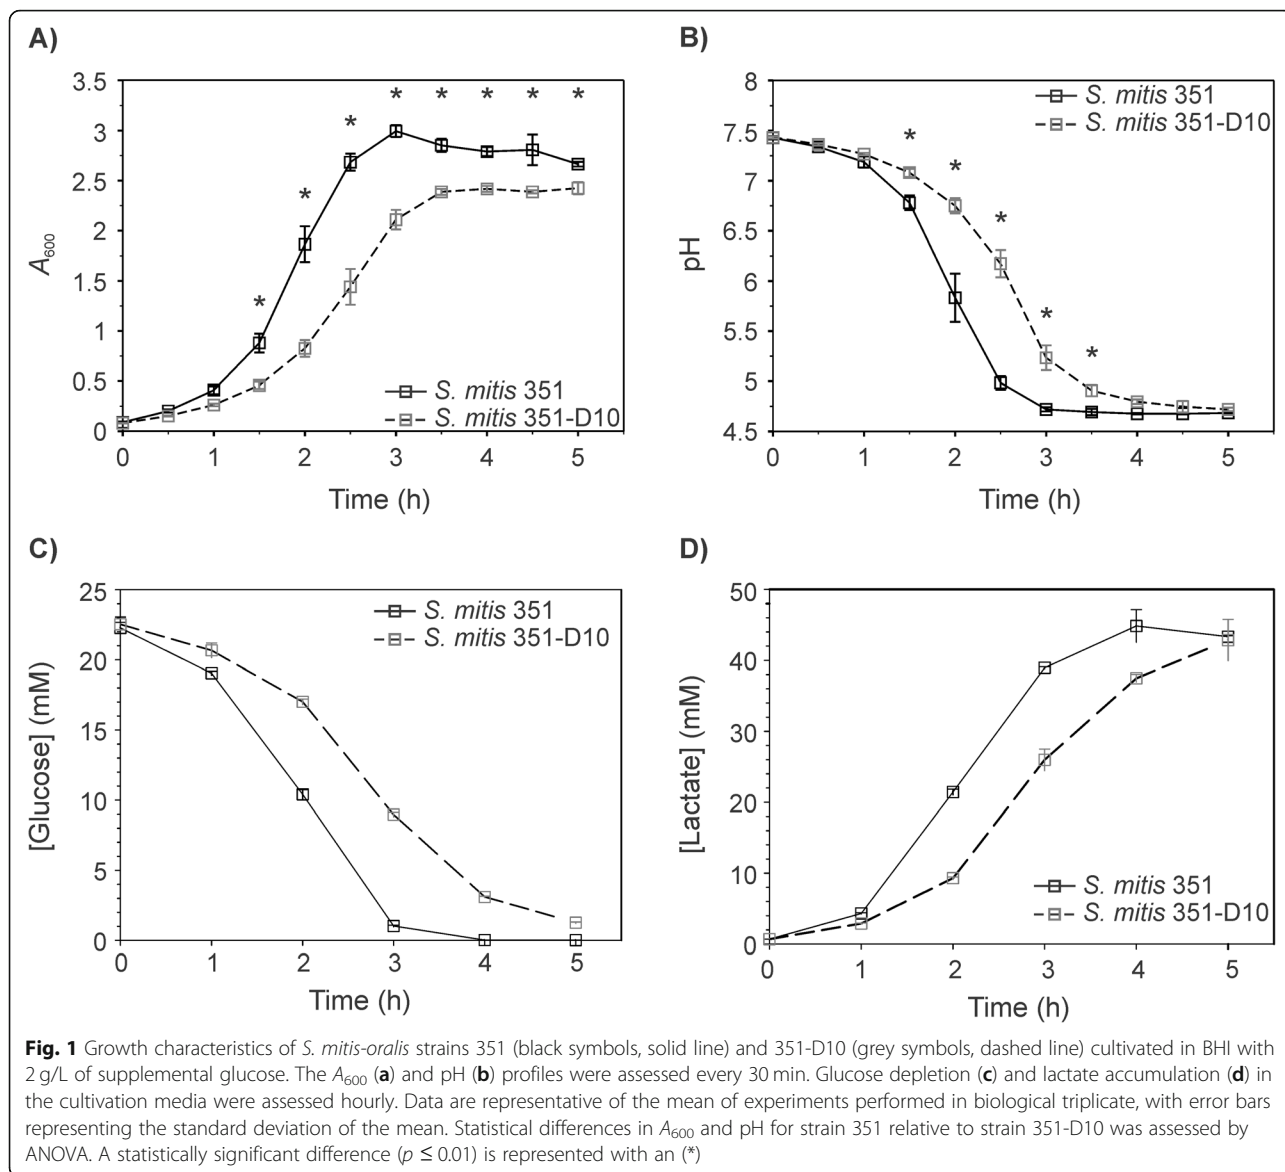 A)
3.5
3
2.5
2
1.5
1
0.5
0
A600
* * * * * * * *
S. mitis 351
S. mitis 351-D10
0 1 2 3 4 5
Time (h)
B)
8
7.5
7
6.5
6
5.5
5
4.5
pH
S. mitis 351
S. mitis 351-D10
* * * * *
0 1 2 3 4 5
Time (h)
C)
25
20
15
10
5
0
[Glucose] (mM)
S. mitis 351
S. mitis 351-D10
0 1 2 3 4 5
Time (h)
D)
50
40
30
20
10
0
[Lactate] (mM)
S. mitis 351
S. mitis 351-D10
0 1 2 3 4 5
Time (h)
Fig. 1 Growth characteristics of S. mitis-oralis strains 351 (black symbols, solid line) and 351-D10 (grey symbols, dashed line) cultivated in BHI with
2 g/L of supplemental glucose. The A600 (a) and pH (b) profiles were assessed every 30 min. Glucose depletion (c) and lactate accumulation (d) in
the cultivation media were assessed hourly. Data are representative of the mean of experiments performed in biological triplicate, with error bars
representing the standard deviation of the mean. Statistical differences in A600 and pH for strain 351 relative to strain 351-D10 was assessed by
ANOVA. A statistically significant difference (p ≤ 0.01) is represented with an (*)